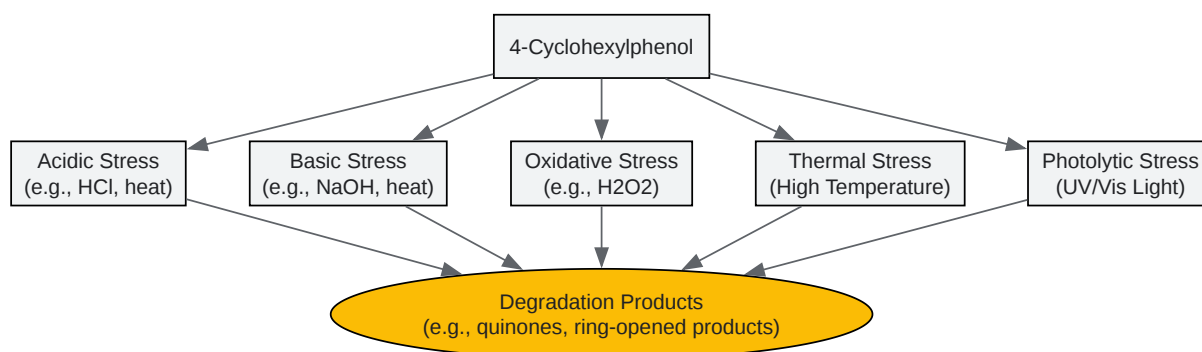 4-Cyclohexylphenol
Acidic Stress
(e.g., HCl, heat)
Basic Stress
(e.g., NaOH, heat)
Oxidative Stress
(e.g., H2O2)
Thermal Stress
(High Temperature)
Photolytic Stress
(UV/Vis Light)
Degradation Products
(e.g., quinones, ring-opened products)